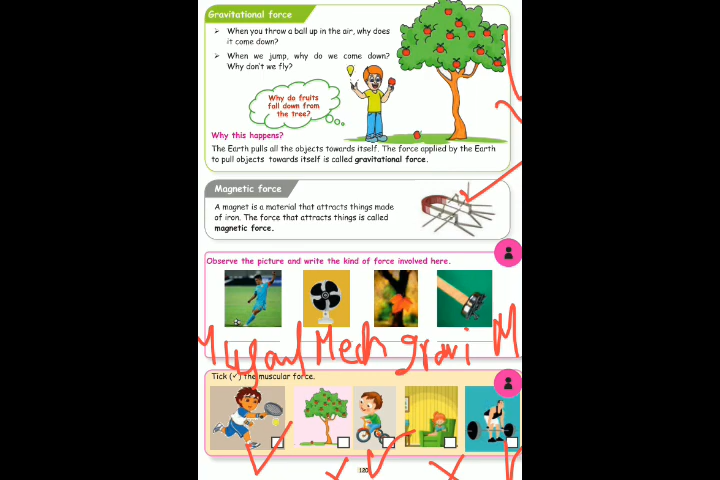 Gravitational force
➤ When you throw a ball up in the air, why does
it come down?
➤ When we jump, why do we come down?
Why don't we fly?
Why do fruits
fall down from
the tree?
Why this happens?
The Earth pulls all the objects towards itself. The force applied by the Earth
to pull objects towards itself is called gravitational force.
Magnetic force
A magnet is a material that attracts things made
of iron. The force that attracts things is called
magnetic force.
Observe the picture and write the kind of force involved here.
Mech gravi M
Tick (✓) the muscular force.
120